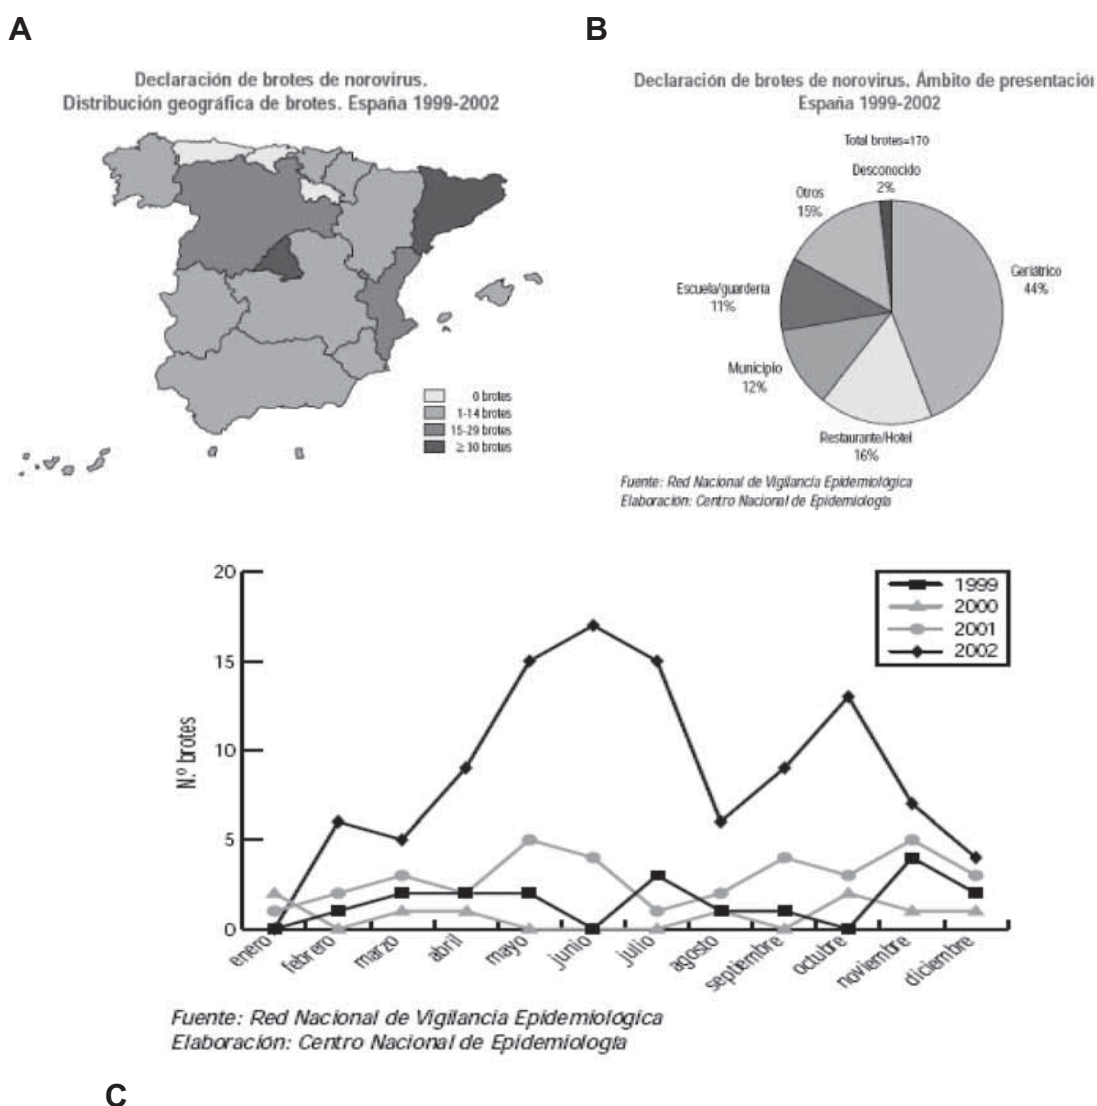 A
Declaración de brotes de norovirus.
Distribución geográfica de brotes. España 1999-2002
0 brotes
1-14 brotes
15-29 brotes
≥ 30 brotes
B
Declaración de brotes de norovirus. Ámbito de presentación
España 1999-2002
Total brotes=170
Desconocido
2%
Otros
15%
Geriátrico
44%
Escuela/guardería
11%
Municipio
12%
Restaurante/Hotel
16%
Fuente: Red Nacional de Vigilancia Epidemiológica
Elaboración: Centro Nacional de Epidemiología
20
15
10
5
0
N.º brotes
1999
2000
2001
2002
enero
febrero
marzo
abril
mayo
junio
julio
agosto
septiembre
octubre
noviembre
diciembre
Fuente: Red Nacional de Vigilancia Epidemiológica
Elaboración: Centro Nacional de Epidemiología
C